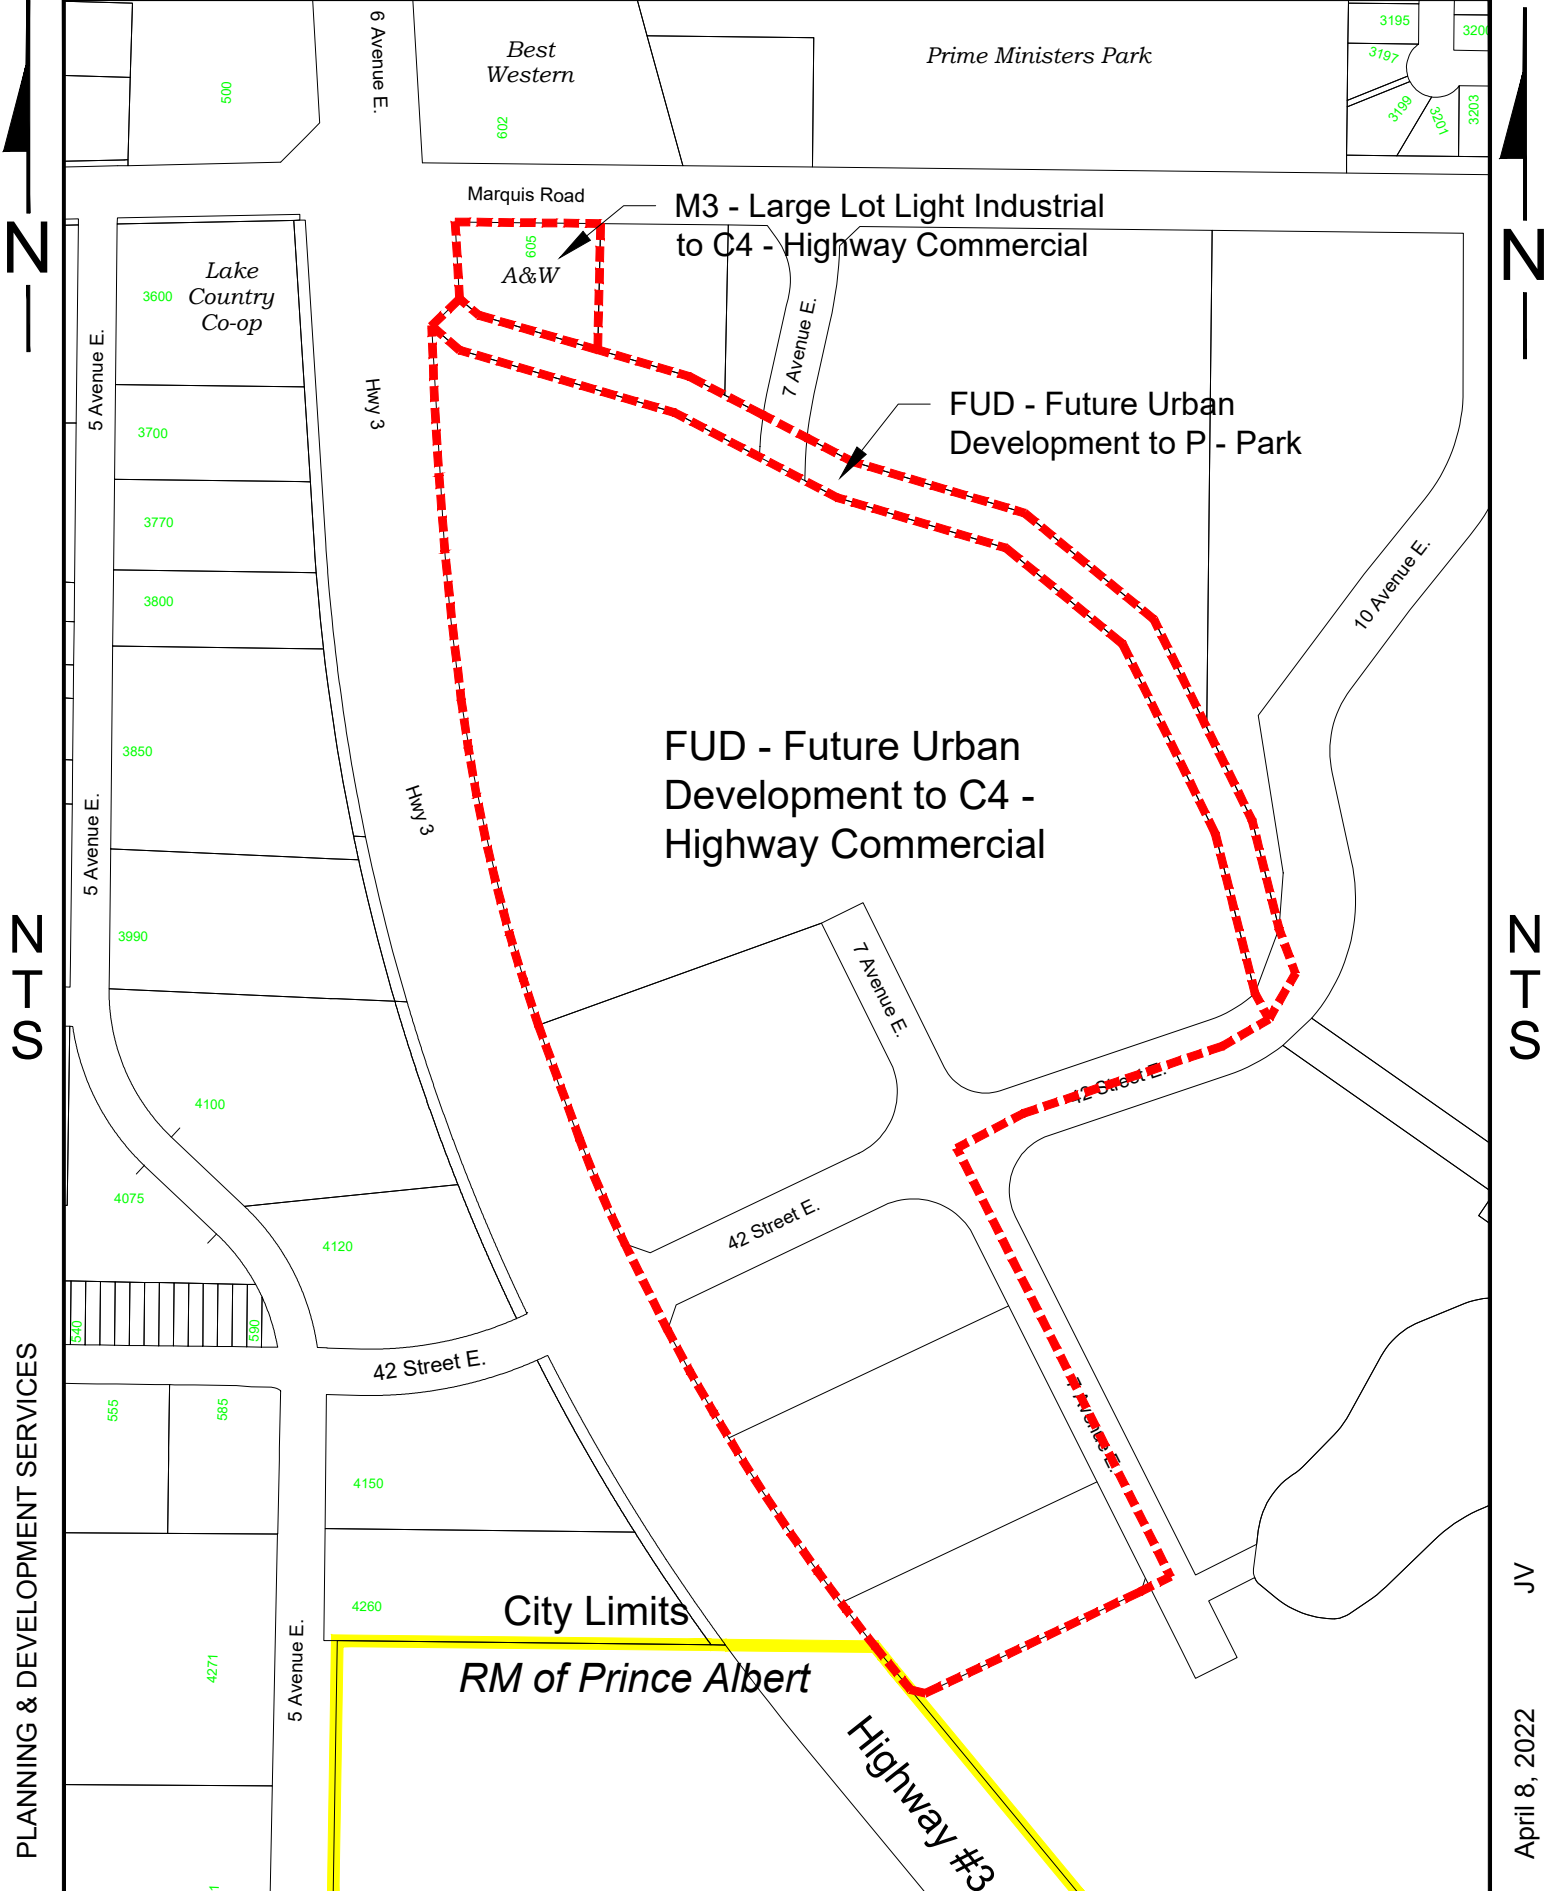 6 Avenue E.
Best
Western
Prime Ministers Park
500
602
3195
3197
3199
3201
3203
Marquis Road
M3 - Large Lot Light Industrial
to C4 - Highway Commercial
605
A&W
N
N
3600
Lake
Country
Co-op
5 Avenue E.
Hwy 3
7 Avenue E.
FUD - Future Urban
Development to P - Park
3700
3770
3800
10 Avenue E.
3850
Hwy 3
FUD - Future Urban
Development to C4 -
Highway Commercial
5 Avenue E.
3990
7 Avenue E.
N
T
S
N
T
S
42 Street E.
4100
4075
4120
42 Street E.
540
590
42 Street E.
7 Avenue E.
555
585
4150
4260
City Limits
RM of Prince Albert
4271
5 Avenue E.
Highway #3
PLANNING & DEVELOPMENT SERVICES
JV
April 8, 2022